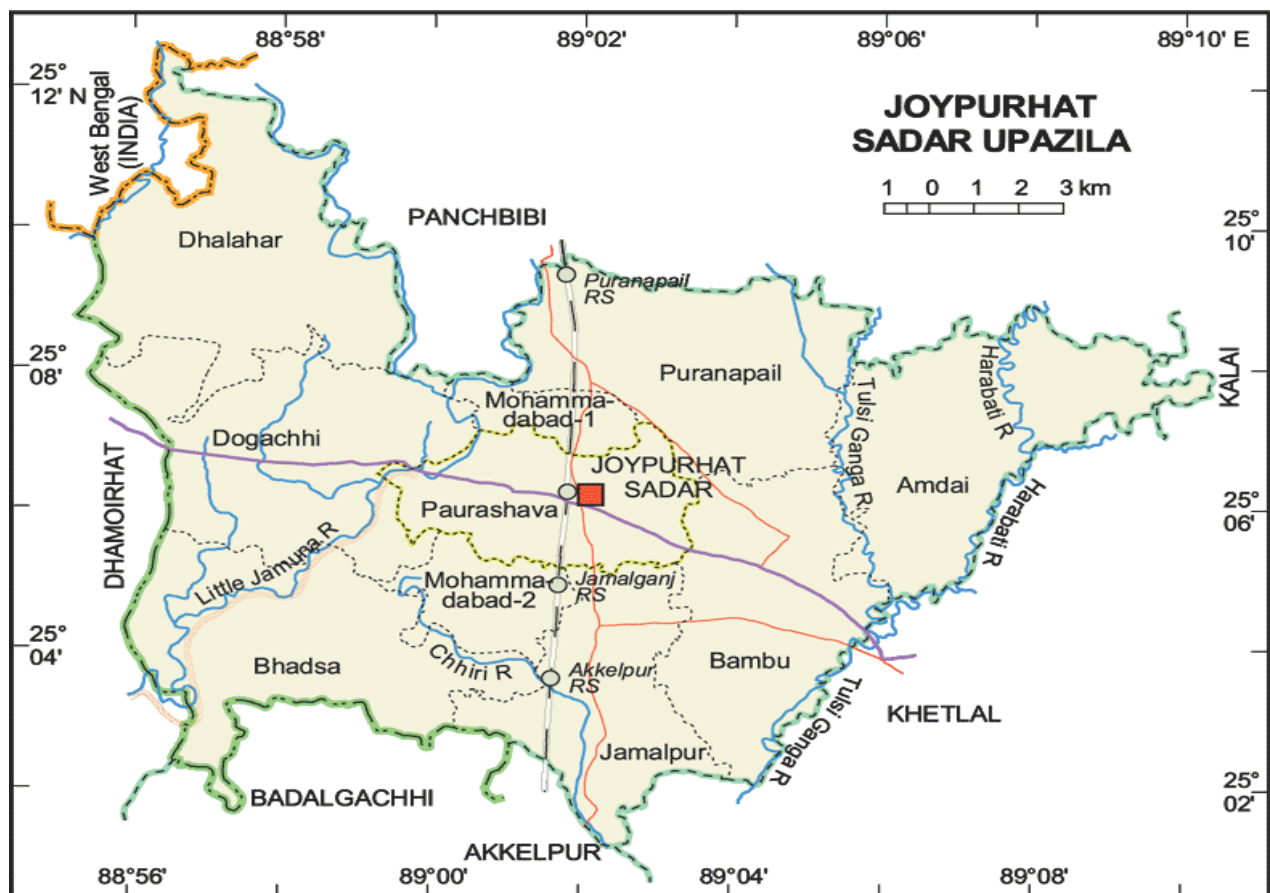 88°58'
89°02'
89°06'
89°10' E
25°
12' N
West Bengal
(INDIA)
JOYPURHAT
SADAR UPAZILA
1 0 1 2 3 km
PANCHBIBI
Dhalahar
25°
10'
Puranapail
RS
25°
08'
Puranapail
Harabati R
KALAI
Mohamma-
dabad-1
Tulsi Ganga R
Dogachhi
DHAMOIRHAT
JOYPURHAT
SADAR
Amdai
Paurashava
25°
06'
Harabati R
Little Jamuna R
Mohamma-
dabad-2
Jamalganj
RS
25°
04'
Bhadsa
Chhiri R
Akkelpur
RS
Bambu
Tulsi Ganga R
KHETLAL
Jamalpur
BADALGACHHI
25°
02'
AKKELPUR
88°56'
89°00'
89°04'
89°08'